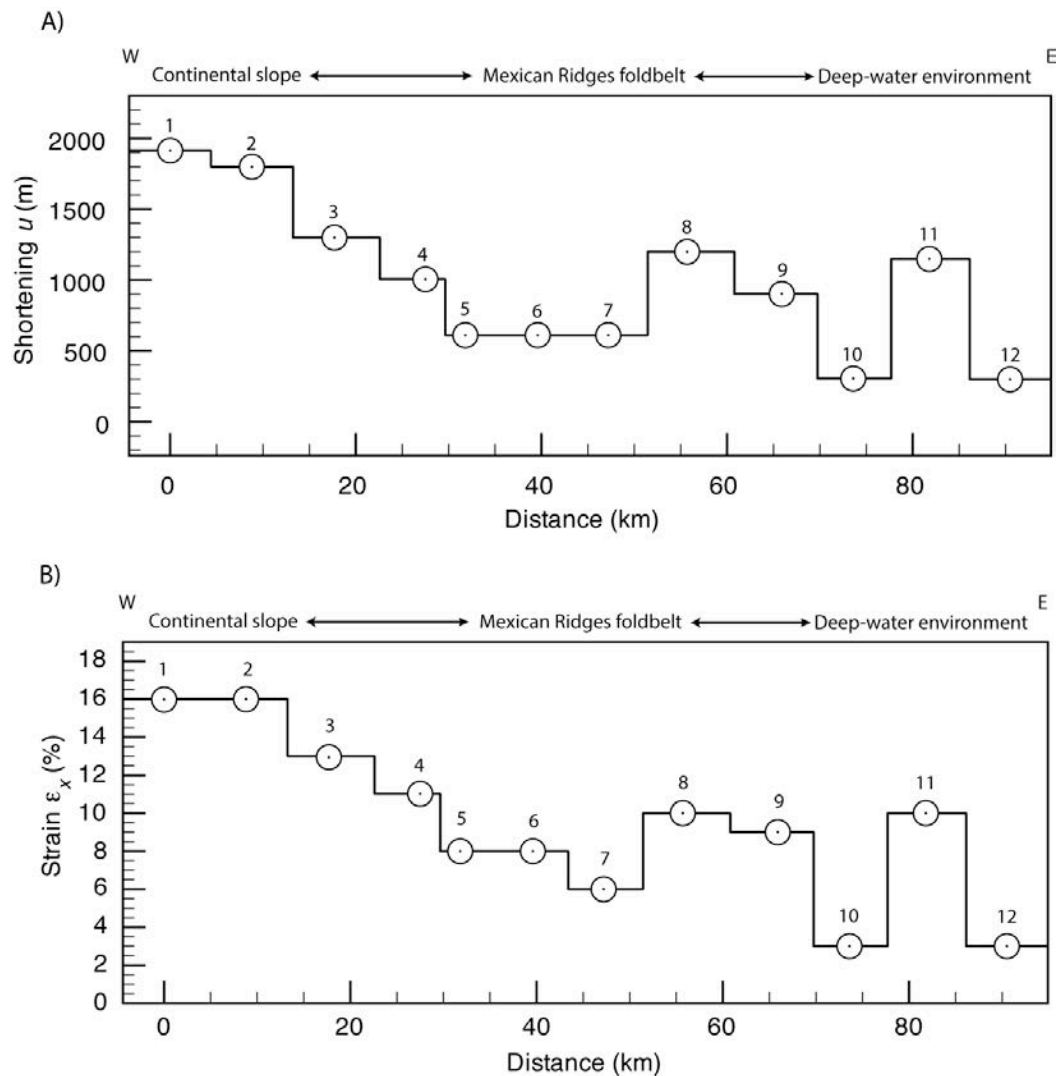 A)
W E
Continental slope Mexican Ridges foldbelt Deep-water environment
1
2
3
4
5 6 7
8
9
10
11
12
2000
1500
1000
500
0
Shortening u (m)
0 20 40 60 80
Distance (km)
B)
W E
Continental slope Mexican Ridges foldbelt Deep-water environment
1 2
3
4
5 6
7
8
9
10
11
12
18
16
14
12
10
8
6
4
2
0
Strain εx (%)
0 20 40 60 80
Distance (km)